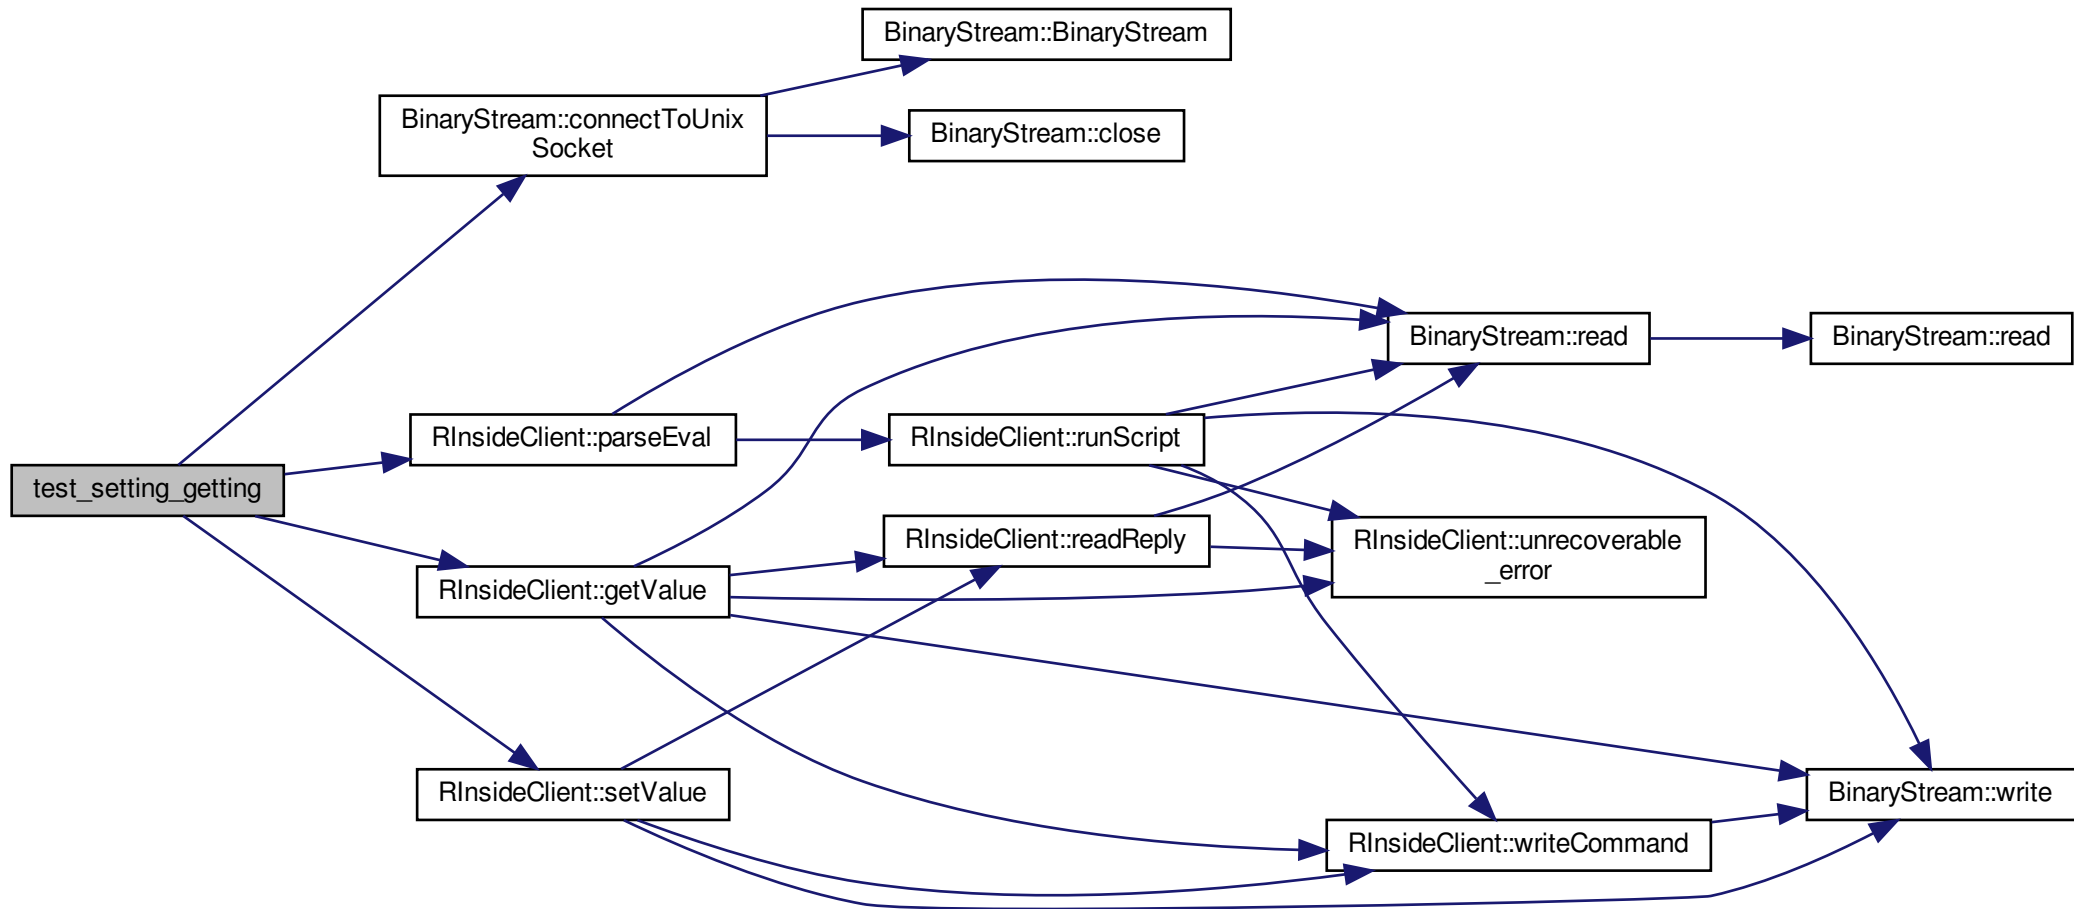 BinaryStream::BinaryStream
BinaryStream::connectToUnix
Socket
BinaryStream::close
BinaryStream::read
BinaryStream::read
RInsideClient::parseEval
RInsideClient::runScript
test_setting_getting
RInsideClient::readReply
RInsideClient::unrecoverable
_error
RInsideClient::getValue
RInsideClient::setValue
BinaryStream::write
RInsideClient::writeCommand